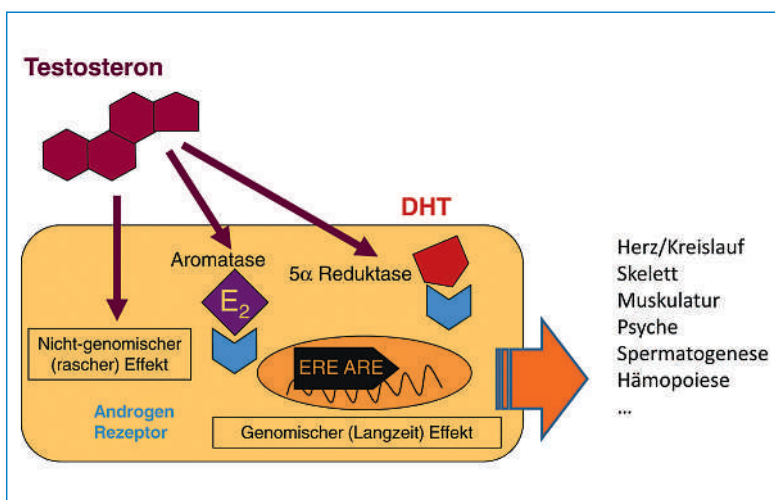 Testosteron
DHT
Aromatase
5α Reduktase
E₂
Nicht-genomischer
(rascher) Effekt
ERE ARE
Androgen
Rezeptor
Genomischer (Langzeit) Effekt
Herz/Kreislauf
Skelett
Muskulatur
Psyche
Spermatogenese
Hämopoiese
...